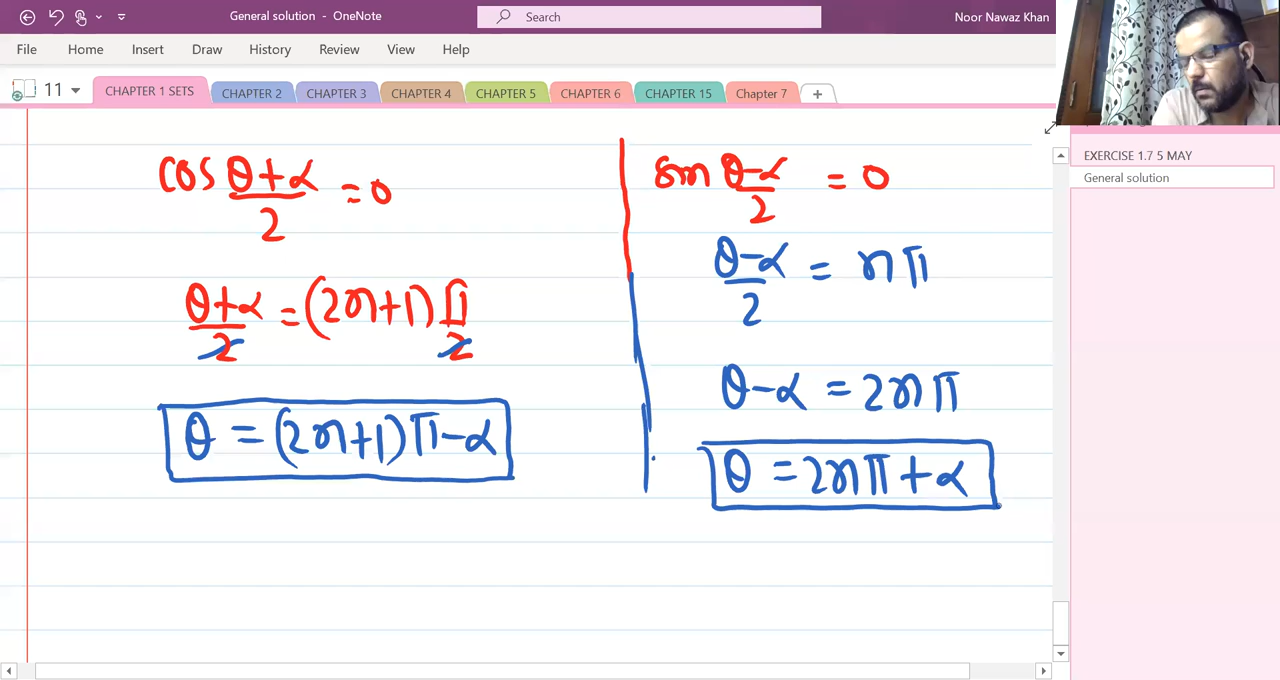 General solution - OneNote
Search
Noor Nawaz Khan
File Home Insert Draw History Review View Help
11
CHAPTER 1 SETS CHAPTER 2 CHAPTER 3 CHAPTER 4 CHAPTER 5 CHAPTER 6 CHAPTER 15 Chapter 7 +
EXERCISE 1.7 5 MAY
General solution
cos (θ+α)/2 = 0
(θ+α)/2 = (2n+1) π/2
θ = (2n+1)π-α
sin (θ-α)/2 = 0
(θ-α)/2 = nπ
θ-α = 2nπ
θ = 2nπ+α